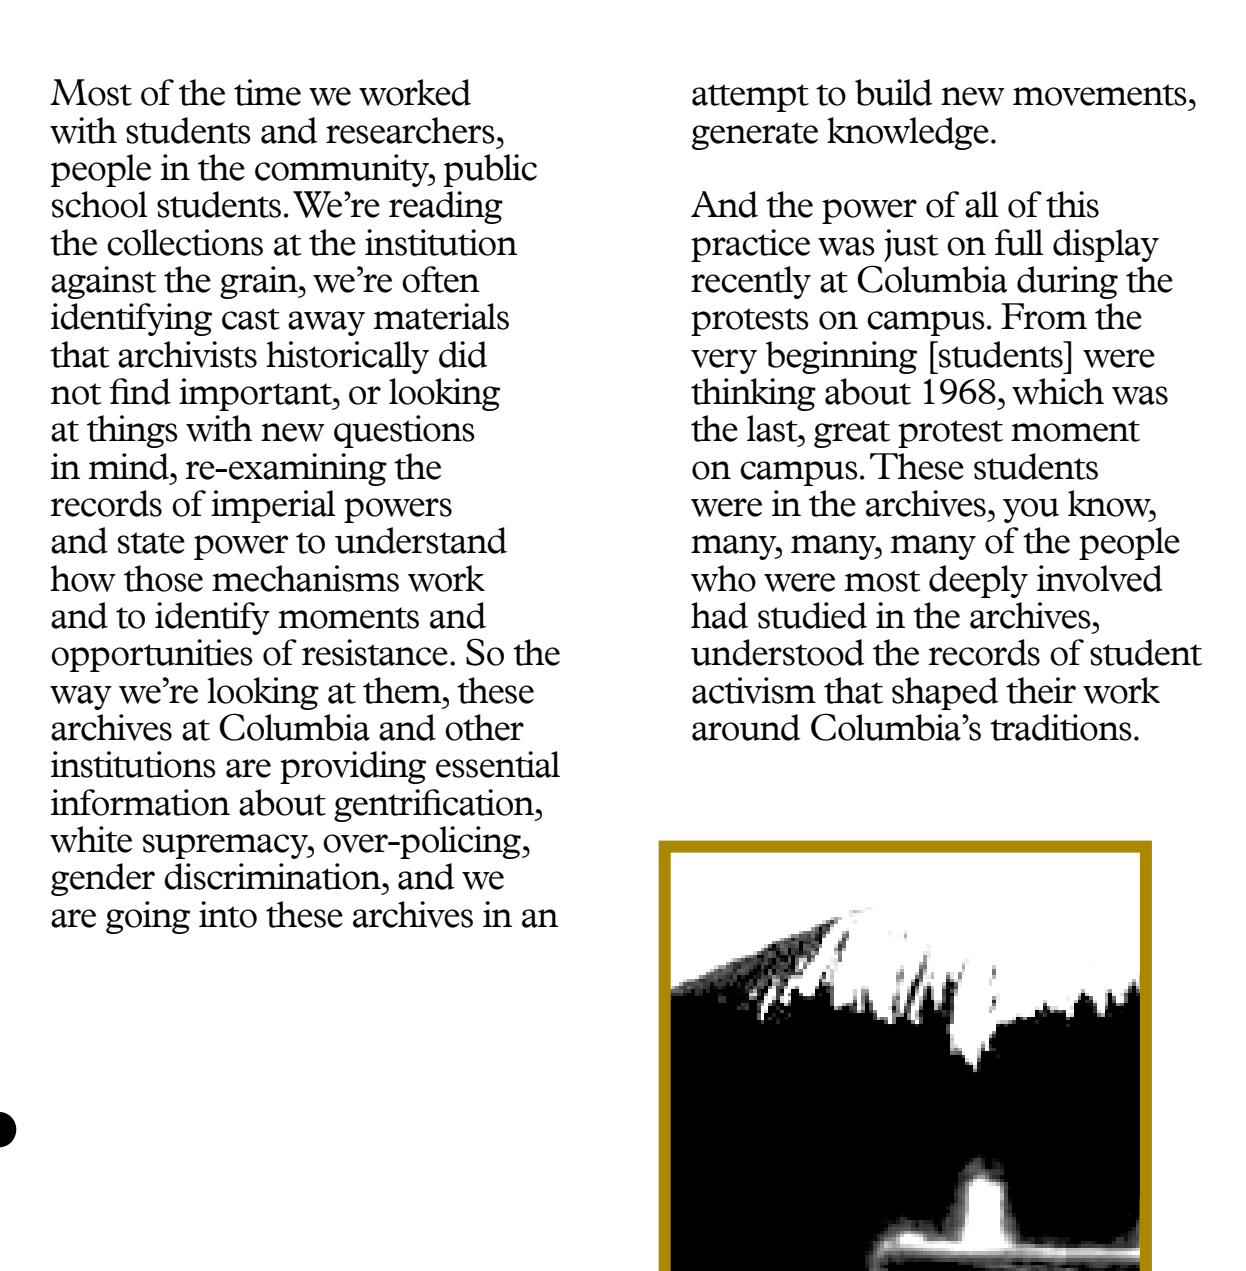 Most of the time we worked
with students and researchers,
people in the community, public
school students. We’re reading
the collections at the institution
against the grain, we’re often
identifying cast away materials
that archivists historically did
not find important, or looking
at things with new questions
in mind, re-examining the
records of imperial powers
and state power to understand
how those mechanisms work
and to identify moments and
opportunities of resistance. So the
way we’re looking at them, these
archives at Columbia and other
institutions are providing essential
information about gentrification,
white supremacy, over-policing,
gender discrimination, and we
are going into these archives in an
attempt to build new movements,
generate knowledge.
And the power of all of this
practice was just on full display
recently at Columbia during the
protests on campus. From the
very beginning [students] were
thinking about 1968, which was
the last, great protest moment
on campus. These students
were in the archives, you know,
many, many, many of the people
who were most deeply involved
had studied in the archives,
understood the records of student
activism that shaped their work
around Columbia’s traditions.